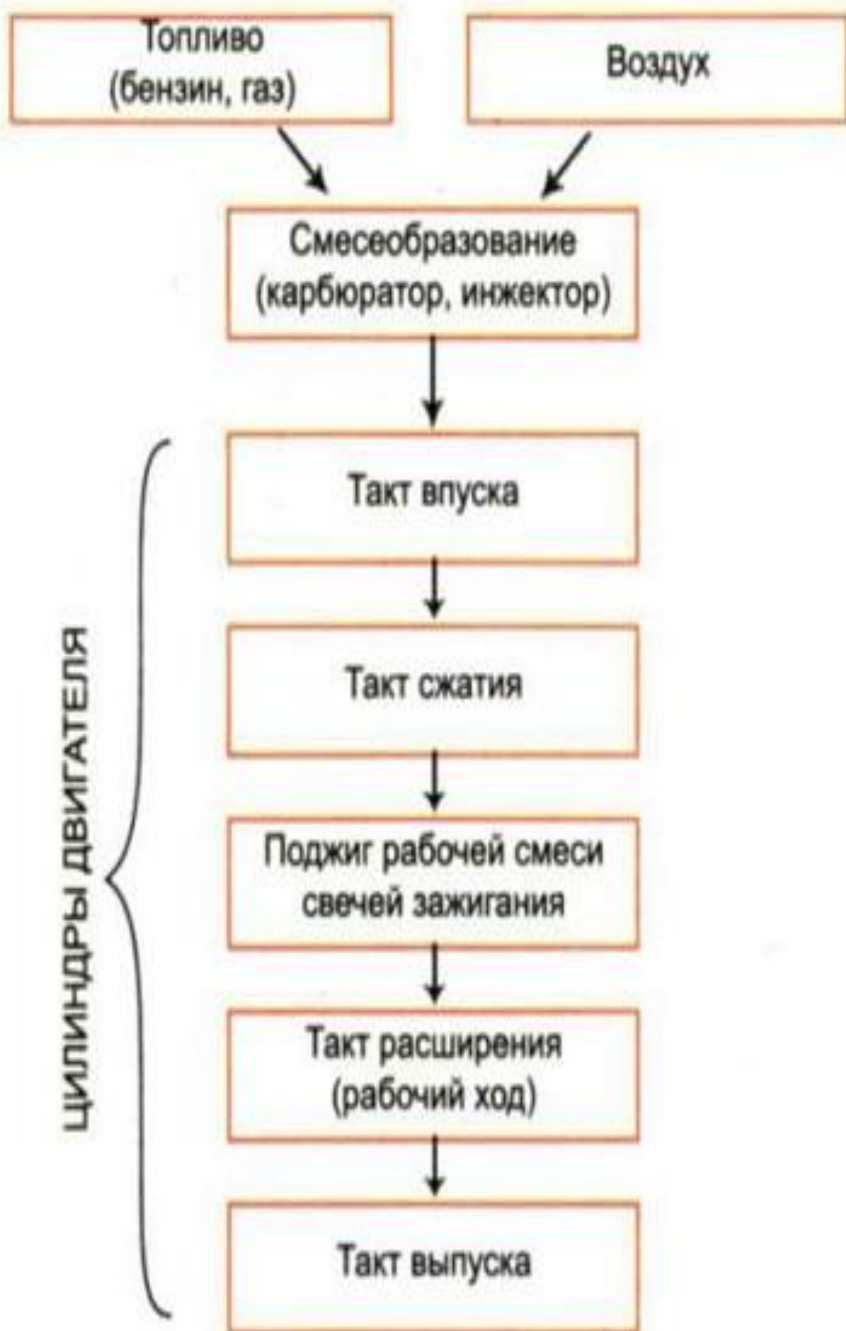 Топливо
(бензин, газ)
Воздух
Смесеобразование
(карбюратор, инжектор)
Такт впуска
Такт сжатия
Поджиг рабочей смеси
свечей зажигания
Такт расширения
(рабочий ход)
Такт выпуска
ЦИЛИНДРЫ ДВИГАТЕЛЯ